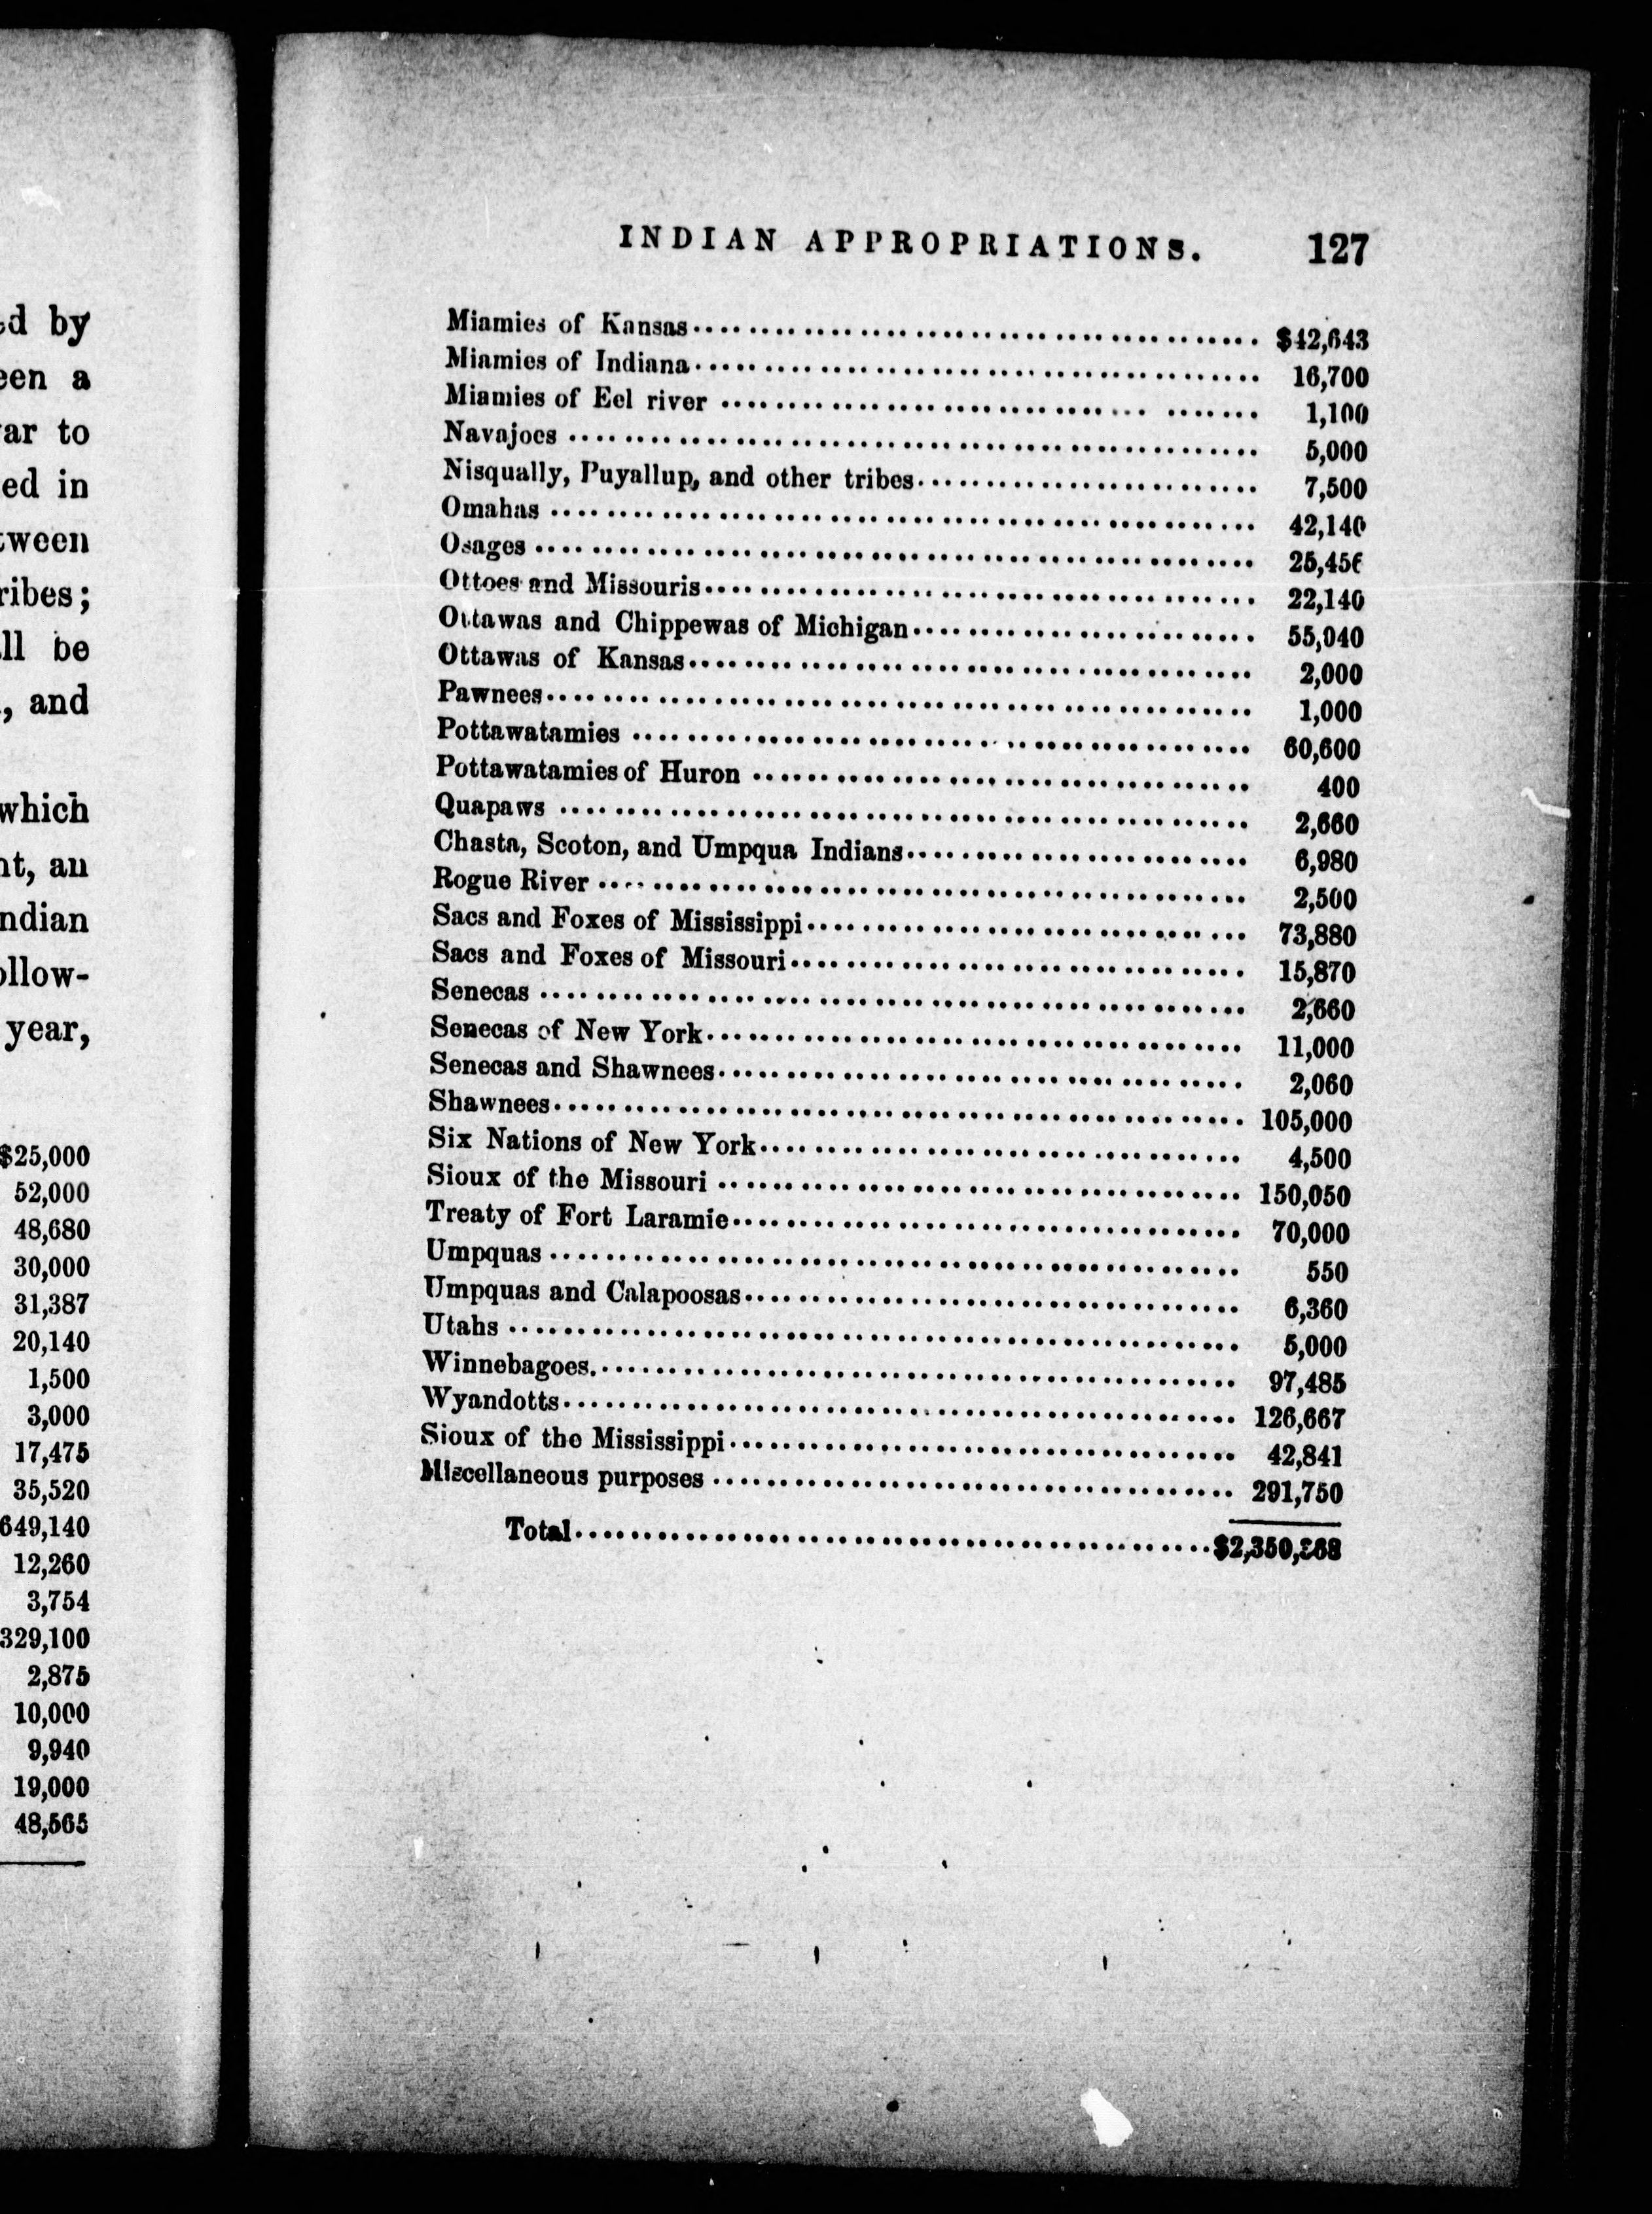 ed by
een a
ar to
ed in
tween
ribes;
ll be
, and
which
nt, an
ndian
ollow-
year,
$25,000
52,000
48,680
30,000
31,387
20,140
1,500
3,000
17,475
35,520
649,140
12,260
3,754
329,100
2,875
10,000
9,940
19,000
48,565
INDIAN APPROPRIATIONS. 127
Miamies of Kansas $42,643
Miamies of Indiana 16,700
Miamies of Eel river 1,100
Navajoes 5,000
Nisqually, Puyallup, and other tribes 7,500
Omahas 42,140
Osages 25,456
Ottoes and Missouris 22,140
Ottawas and Chippewas of Michigan 55,040
Ottawas of Kansas 2,000
Pawnees 1,000
Pottawatamies 60,600
Pottawatamies of Huron 400
Quapaws 2,660
Chasta, Scoton, and Umpqua Indians 6,980
Rogue River 2,500
Sacs and Foxes of Mississippi 73,880
Sacs and Foxes of Missouri 15,870
Senecas 2,660
Senecas of New York 11,000
Senecas and Shawnees 2,060
Shawnees 105,000
Six Nations of New York 4,500
Sioux of the Missouri 150,050
Treaty of Fort Laramie 70,000
Umpquas 550
Umpquas and Calapoosas 6,360
Utahs 5,000
Winnebagoes. 97,485
Wyandotts 126,667
Sioux of the Mississippi 42,841
Miscellaneous purposes 291,750
Total